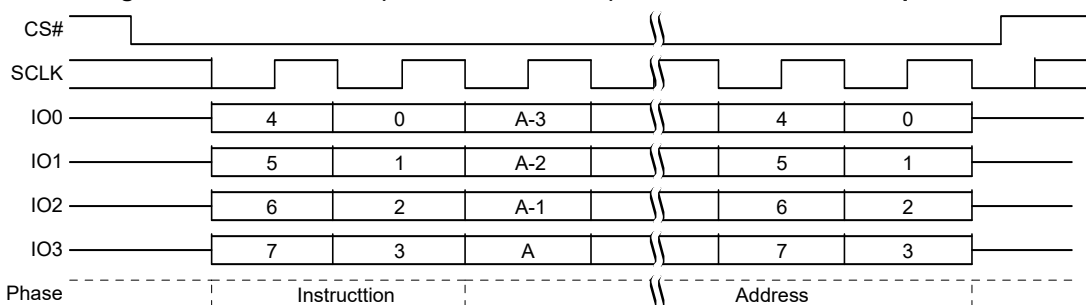 CS#
SCLK
IO0 4 0 A-3 4 0
IO1 5 1 A-2 5 1
IO2 6 2 A-1 6 2
IO3 7 3 A 7 3
Phase Instructtion Address